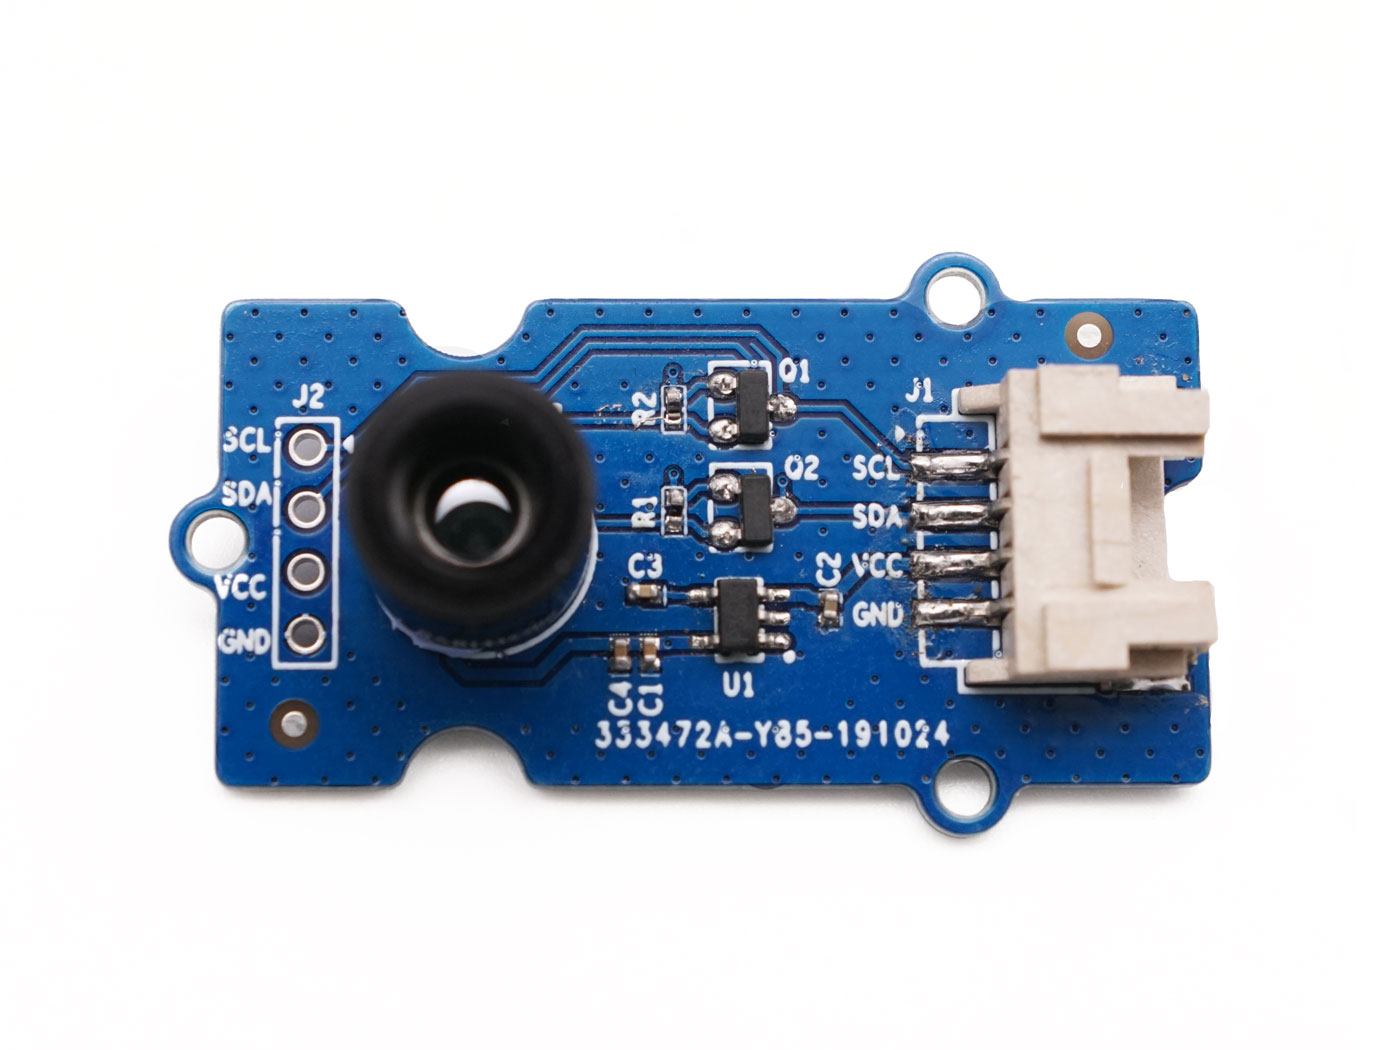 J2
SCL
SDA
VCC
GND
R2
Q1
R1
Q2
C3
C2
C4
C1
U1
J1
SCL
SDA
VCC
GND
333472A-Y85-191024